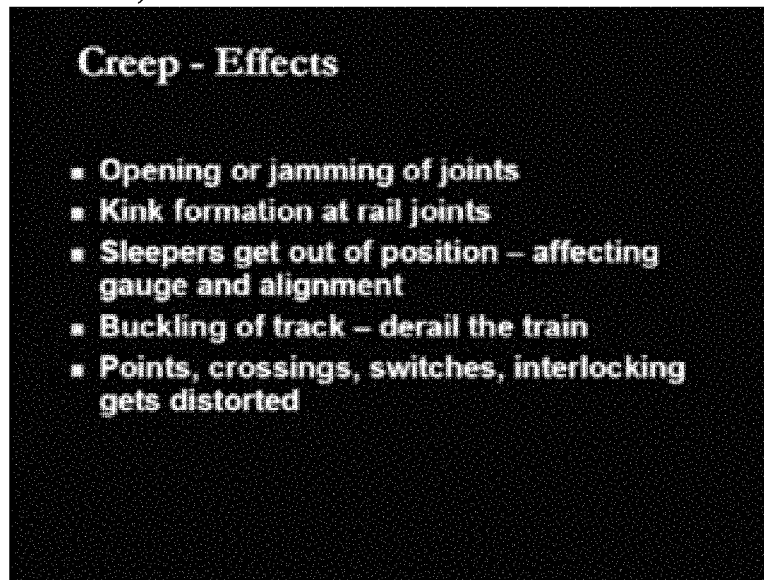 Creep - Effects
▪ Opening or jamming of joints
▪ Kink formation at rail joints
▪ Sleepers get out of position – affecting
gauge and alignment
▪ Buckling of track – derail the train
▪ Points, crossings, switches, interlocking
gets distorted